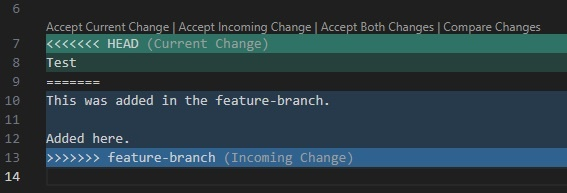 6
Accept Current Change | Accept Incoming Change | Accept Both Changes | Compare Changes
7 <<<<<<< HEAD (Current Change)
8 Test
9 =======
10 This was added in the feature-branch.
11
12 Added here.
13 >>>>>>> feature-branch (Incoming Change)
14